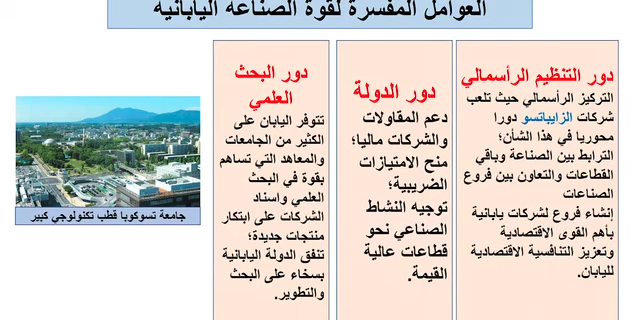 العوامل المفسرة لقوة الصناعة اليابانية
دور التنظيم الرأسمالي
التركيز الرأسمالي حيث تلعب
شركات الزايباتسو دورا
محوريا في هذا الشأن؛
الترابط بين الصناعة وباقي
القطاعات والتعاون بين فروع
الصناعات
إنشاء فروع لشركات يابانية
بأهم القوى الاقتصادية
وتعزيز التنافسية الاقتصادية
لليابان.
دور الدولة
دعم المقاولات
والشركات ماليا؛
منح الامتيازات
الضريبية؛
توجيه النشاط
الصناعي نحو
قطاعات عالية
القيمة.
دور البحث
العلمي
تتوفر اليابان على
الكثير من الجامعات
والمعاهد التي تساهم
بقوة في البحث
العلمي واسناد
الشركات على ابتكار
منتجات جديدة؛
تنفق الدولة اليابانية
بسخاء على البحث
والتطوير.
جامعة تسوكوبا قطب تكنولوجي كبير